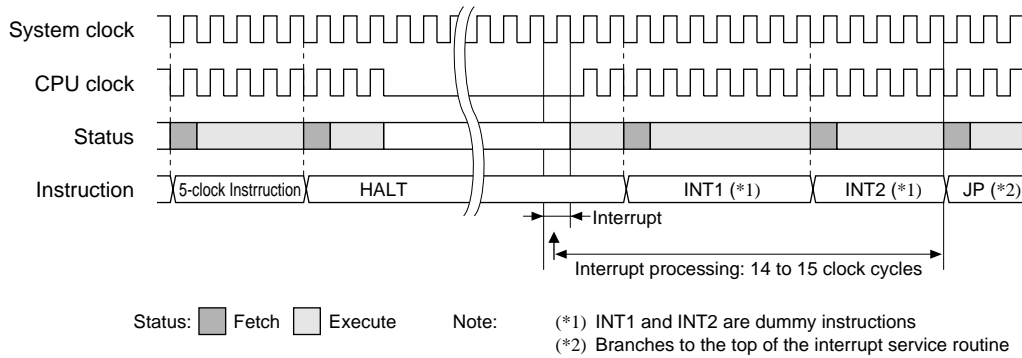 System clock
CPU clock
Status
Instruction
5-clock Instrruction
HALT
INT1 (*1)
INT2 (*1)
JP (*2)
Interrupt
Interrupt processing: 14 to 15 clock cycles
Status: Fetch Execute Note: (*1) INT1 and INT2 are dummy instructions
(*2) Branches to the top of the interrupt service routine